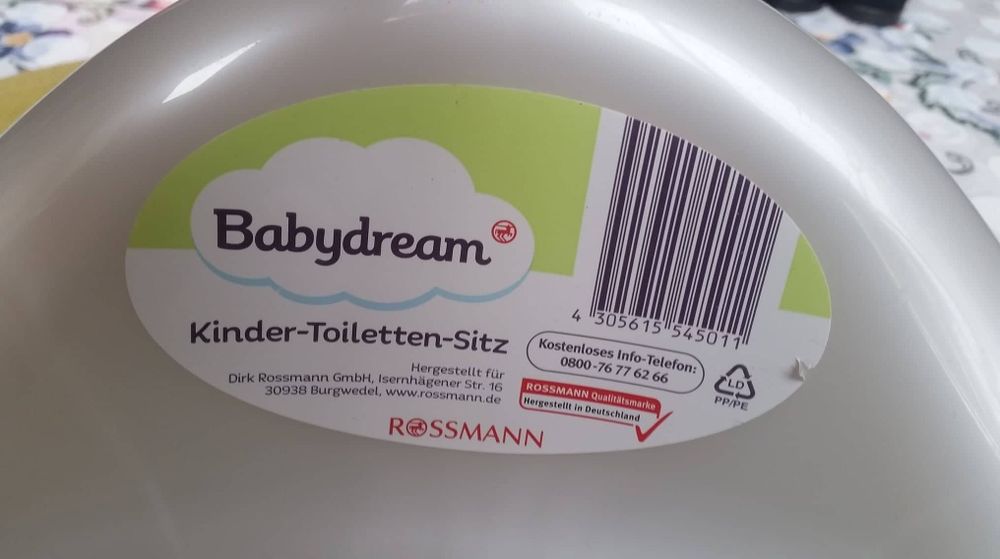 Babydream
Kinder-Toiletten-Sitz
Hergestellt für
Dirk Rossmann GmbH, Isernhägener Str. 16
30938 Burgwedel, www.rossmann.de
ROSSMANN
4 305615 545011
Kostenloses Info-Telefon:
0800-76 77 62 66
ROSSMANN Qualitätsmarke
Hergestellt in Deutschland
LD
PP/PE